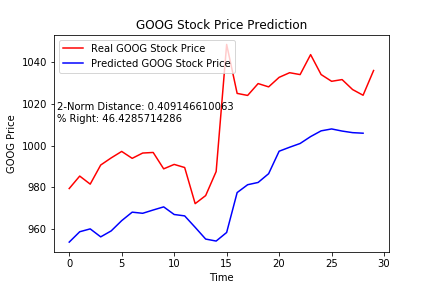 GOOG Stock Price Prediction
Real GOOG Stock Price
Predicted GOOG Stock Price
2-Norm Distance: 0.409146610063
% Right: 46.4285714286
GOOG Price
1040
1020
1000
980
960
0 5 10 15 20 25 30
Time